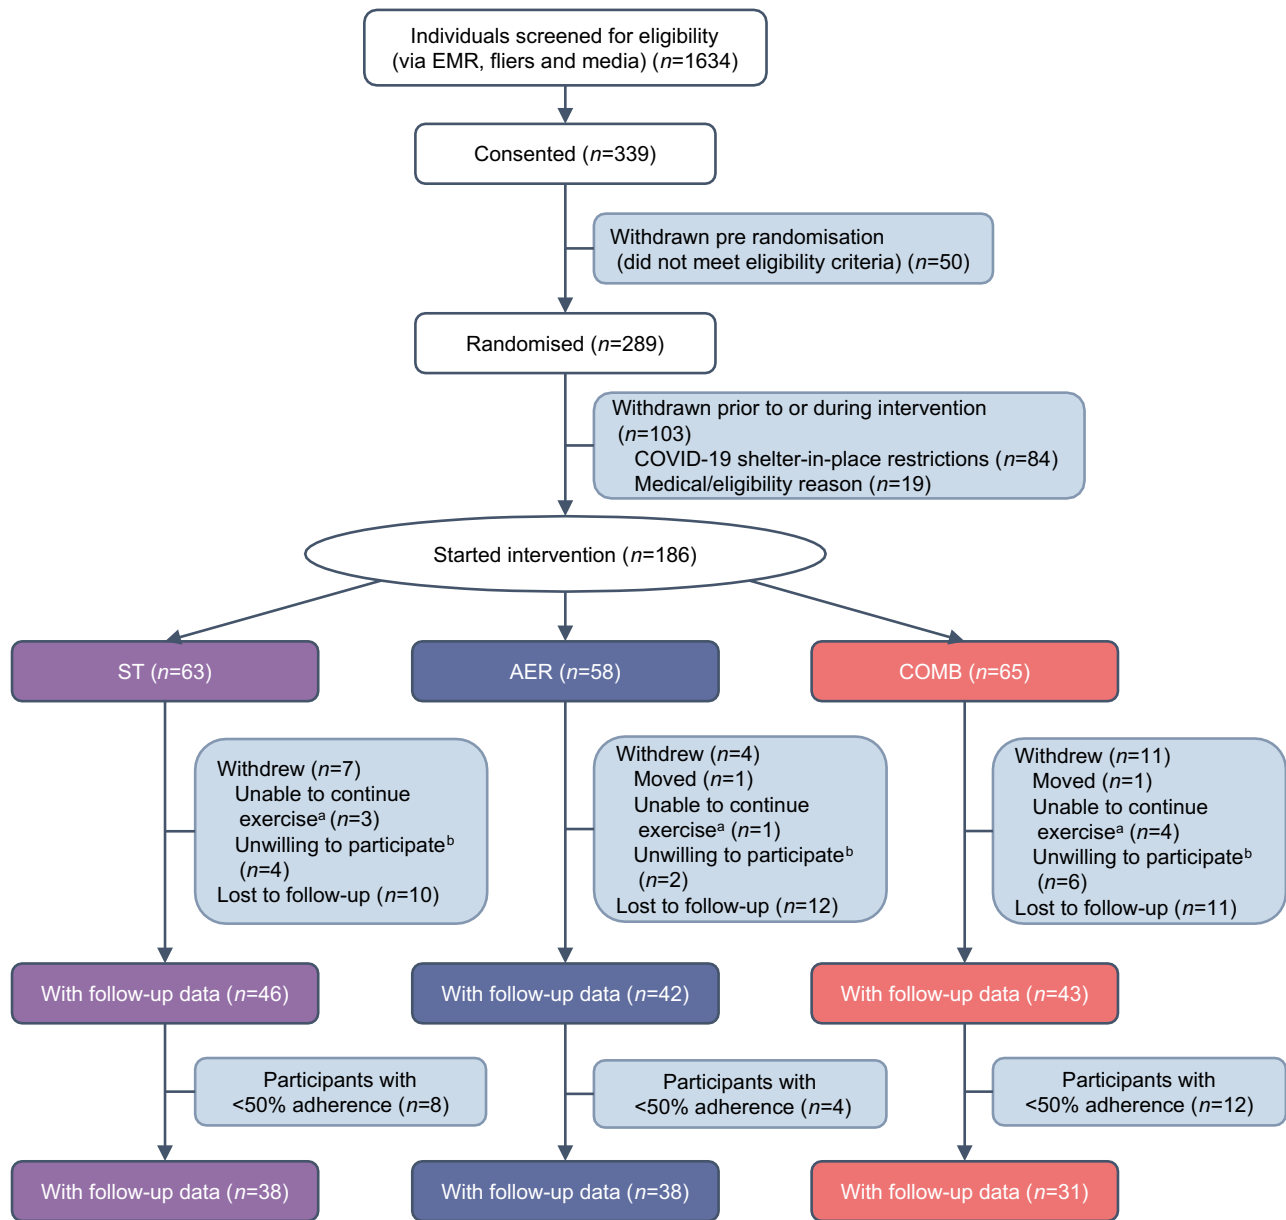 Individuals screened for eligibility
(via EMR, fliers and media) (n=1634)
Consented (n=339)
Withdrawn pre randomisation
(did not meet eligibility criteria) (n=50)
Randomised (n=289)
Withdrawn prior to or during intervention
(n=103)
COVID-19 shelter-in-place restrictions (n=84)
Medical/eligibility reason (n=19)
Started intervention (n=186)
ST (n=63)
AER (n=58)
COMB (n=65)
Withdrew (n=7)
Unable to continue
exerciseᵃ (n=3)
Unwilling to participateᵇ
(n=4)
Lost to follow-up (n=10)
Withdrew (n=4)
Moved (n=1)
Unable to continue
exerciseᵃ (n=1)
Unwilling to participateᵇ
(n=2)
Lost to follow-up (n=12)
Withdrew (n=11)
Moved (n=1)
Unable to continue
exerciseᵃ (n=4)
Unwilling to participateᵇ
(n=6)
Lost to follow-up (n=11)
With follow-up data (n=46)
With follow-up data (n=42)
With follow-up data (n=43)
Participants with
<50% adherence (n=8)
Participants with
<50% adherence (n=4)
Participants with
<50% adherence (n=12)
With follow-up data (n=38)
With follow-up data (n=38)
With follow-up data (n=31)